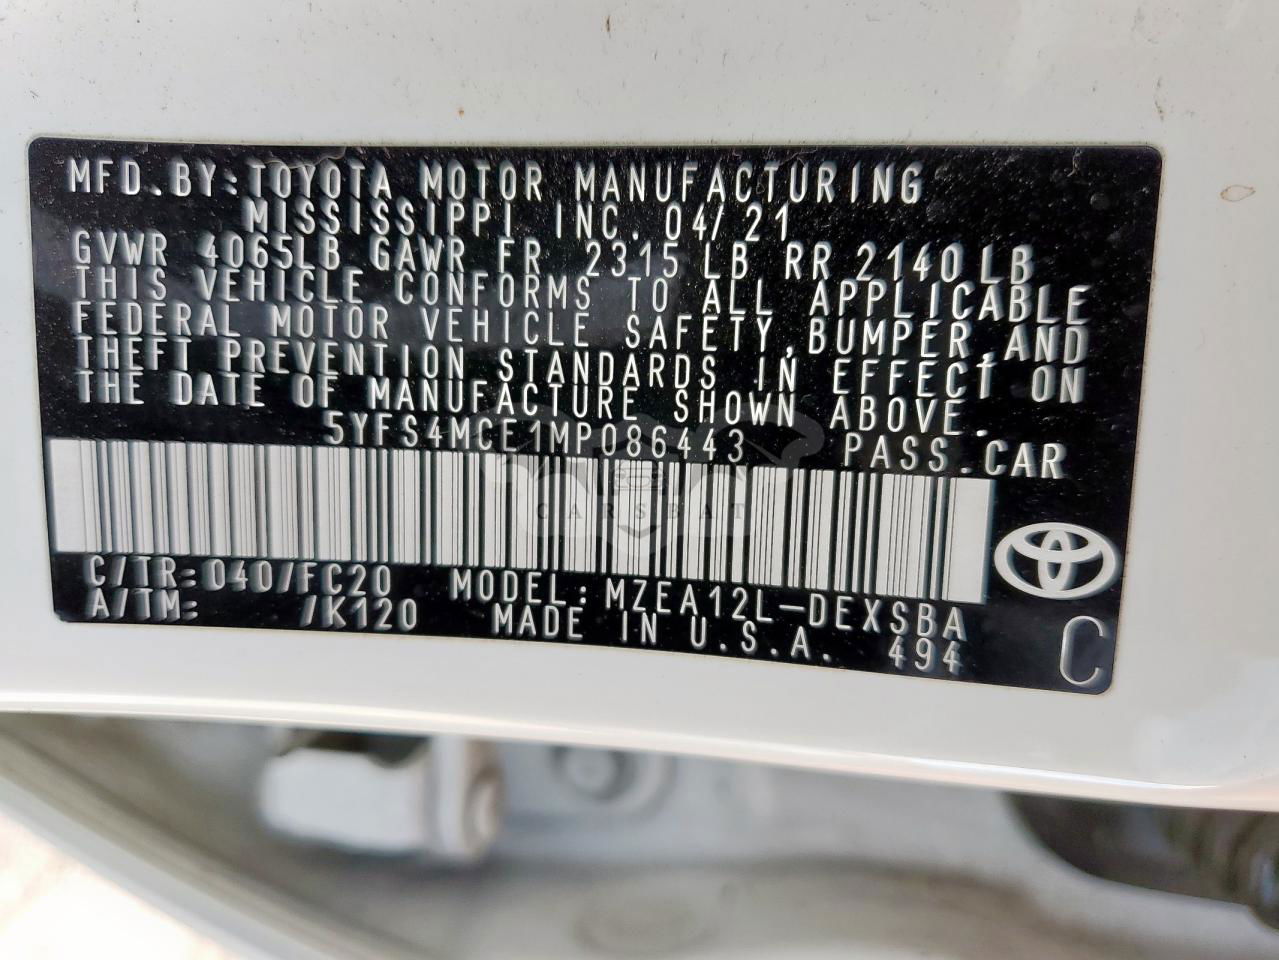 MFD.BY:TOYOTA MOTOR MANUFACTURING
MISSISSIPPI INC. 04/21
GVWR 4065LB GAWR FR 2315 LB RR 2140LB
THIS VEHICLE CONFORMS TO ALL APPLICABLE
FEDERAL MOTOR VEHICLE SAFETY,BUMPER,AND
THEFT PREVENTION STANDARDS IN EFFECT ON
THE DATE OF MANUFACTURE SHOWN ABOVE.
5YFS4MCE1MP086443 PASS.CAR
CARSBAT
C/TR:040/FC20 MODEL:MZEA12L-DEXSBA
A/TM: /K120 MADE IN U.S.A. 494
C